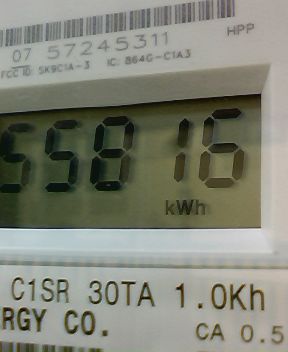 HPP
07 57245311
FCC ID: SK9C1A-3 IC: 864G-C1A3
55816
kWh
C1SR 30TA 1.0Kh
RGY CO. CA 0.5